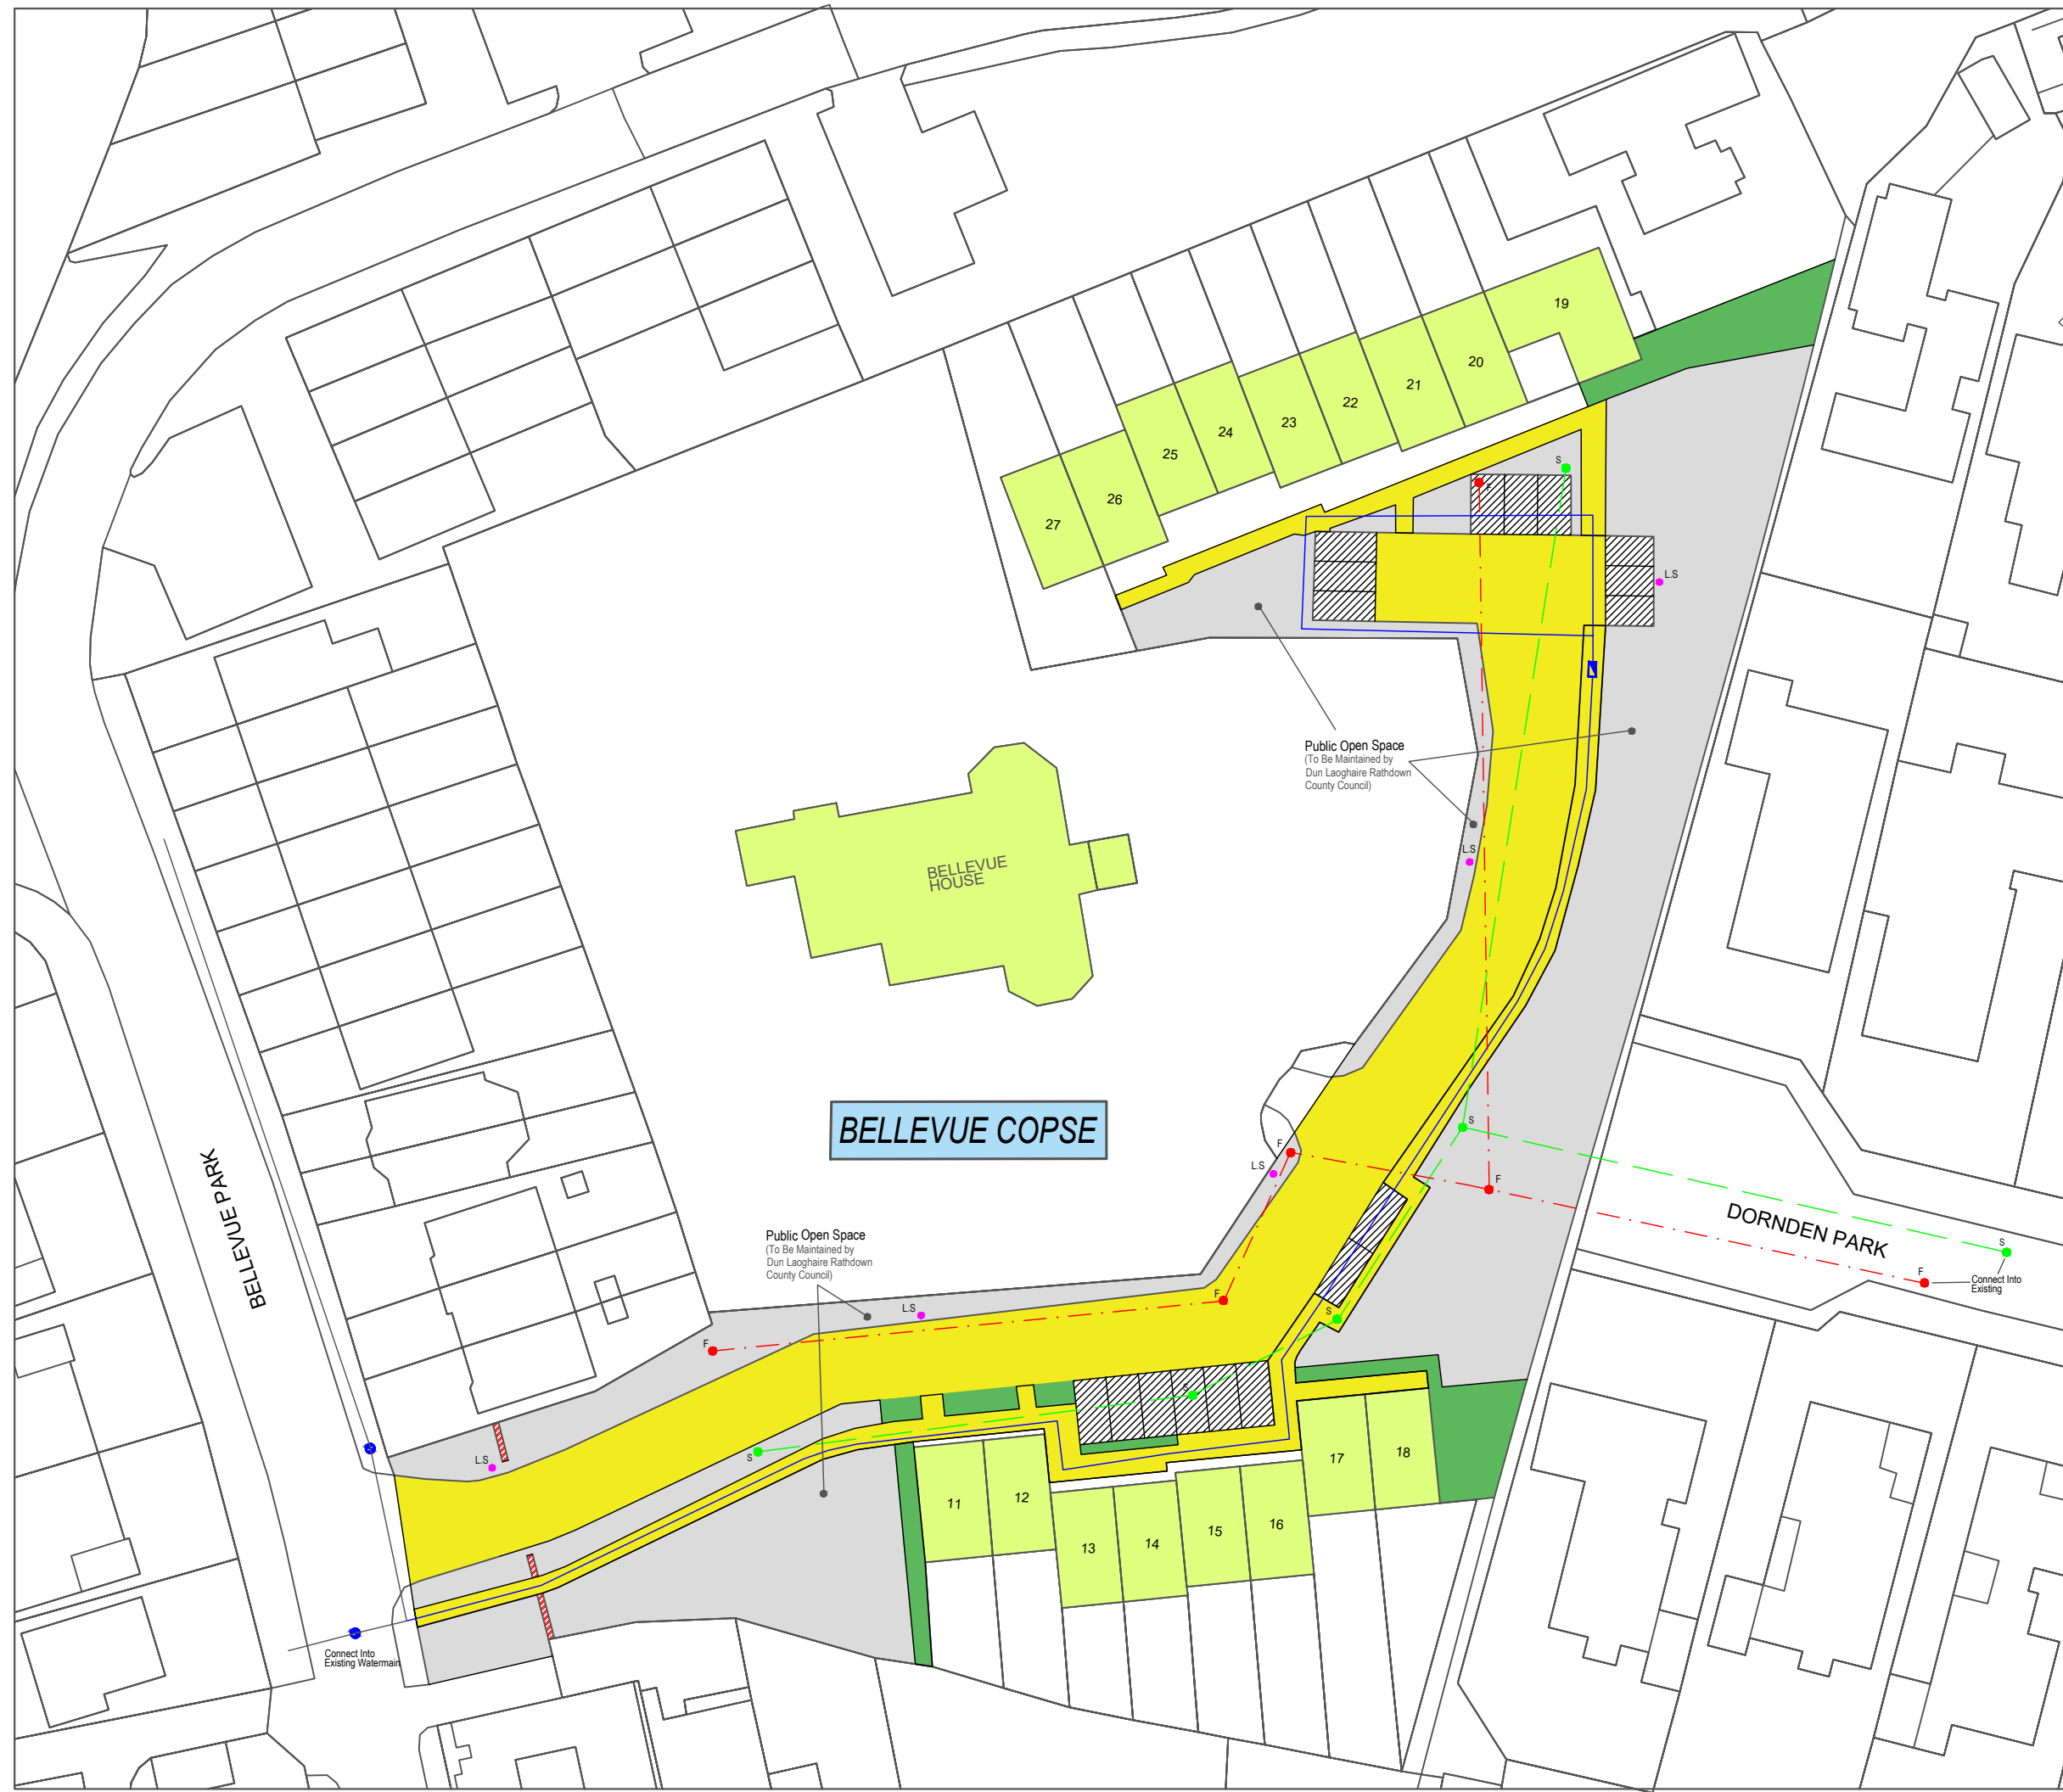 19
20
21
22
23
24
25
26
27
S
F
L.S
Public Open Space
(To Be Maintained by
Dun Laoghaire Rathdown
County Council)
L.S
BELLEVUE
HOUSE
BELLEVUE COPSE
S
F
L.S
F
BELLEVUE PARK
DORNDEN PARK
S
F
Connect Into
Existing
Public Open Space
(To Be Maintained by
Dun Laoghaire Rathdown
County Council)
L.S
F
F
S
S
L.S
S
11
12
13
14
15
16
17
18
Connect Into
Existing Watermain